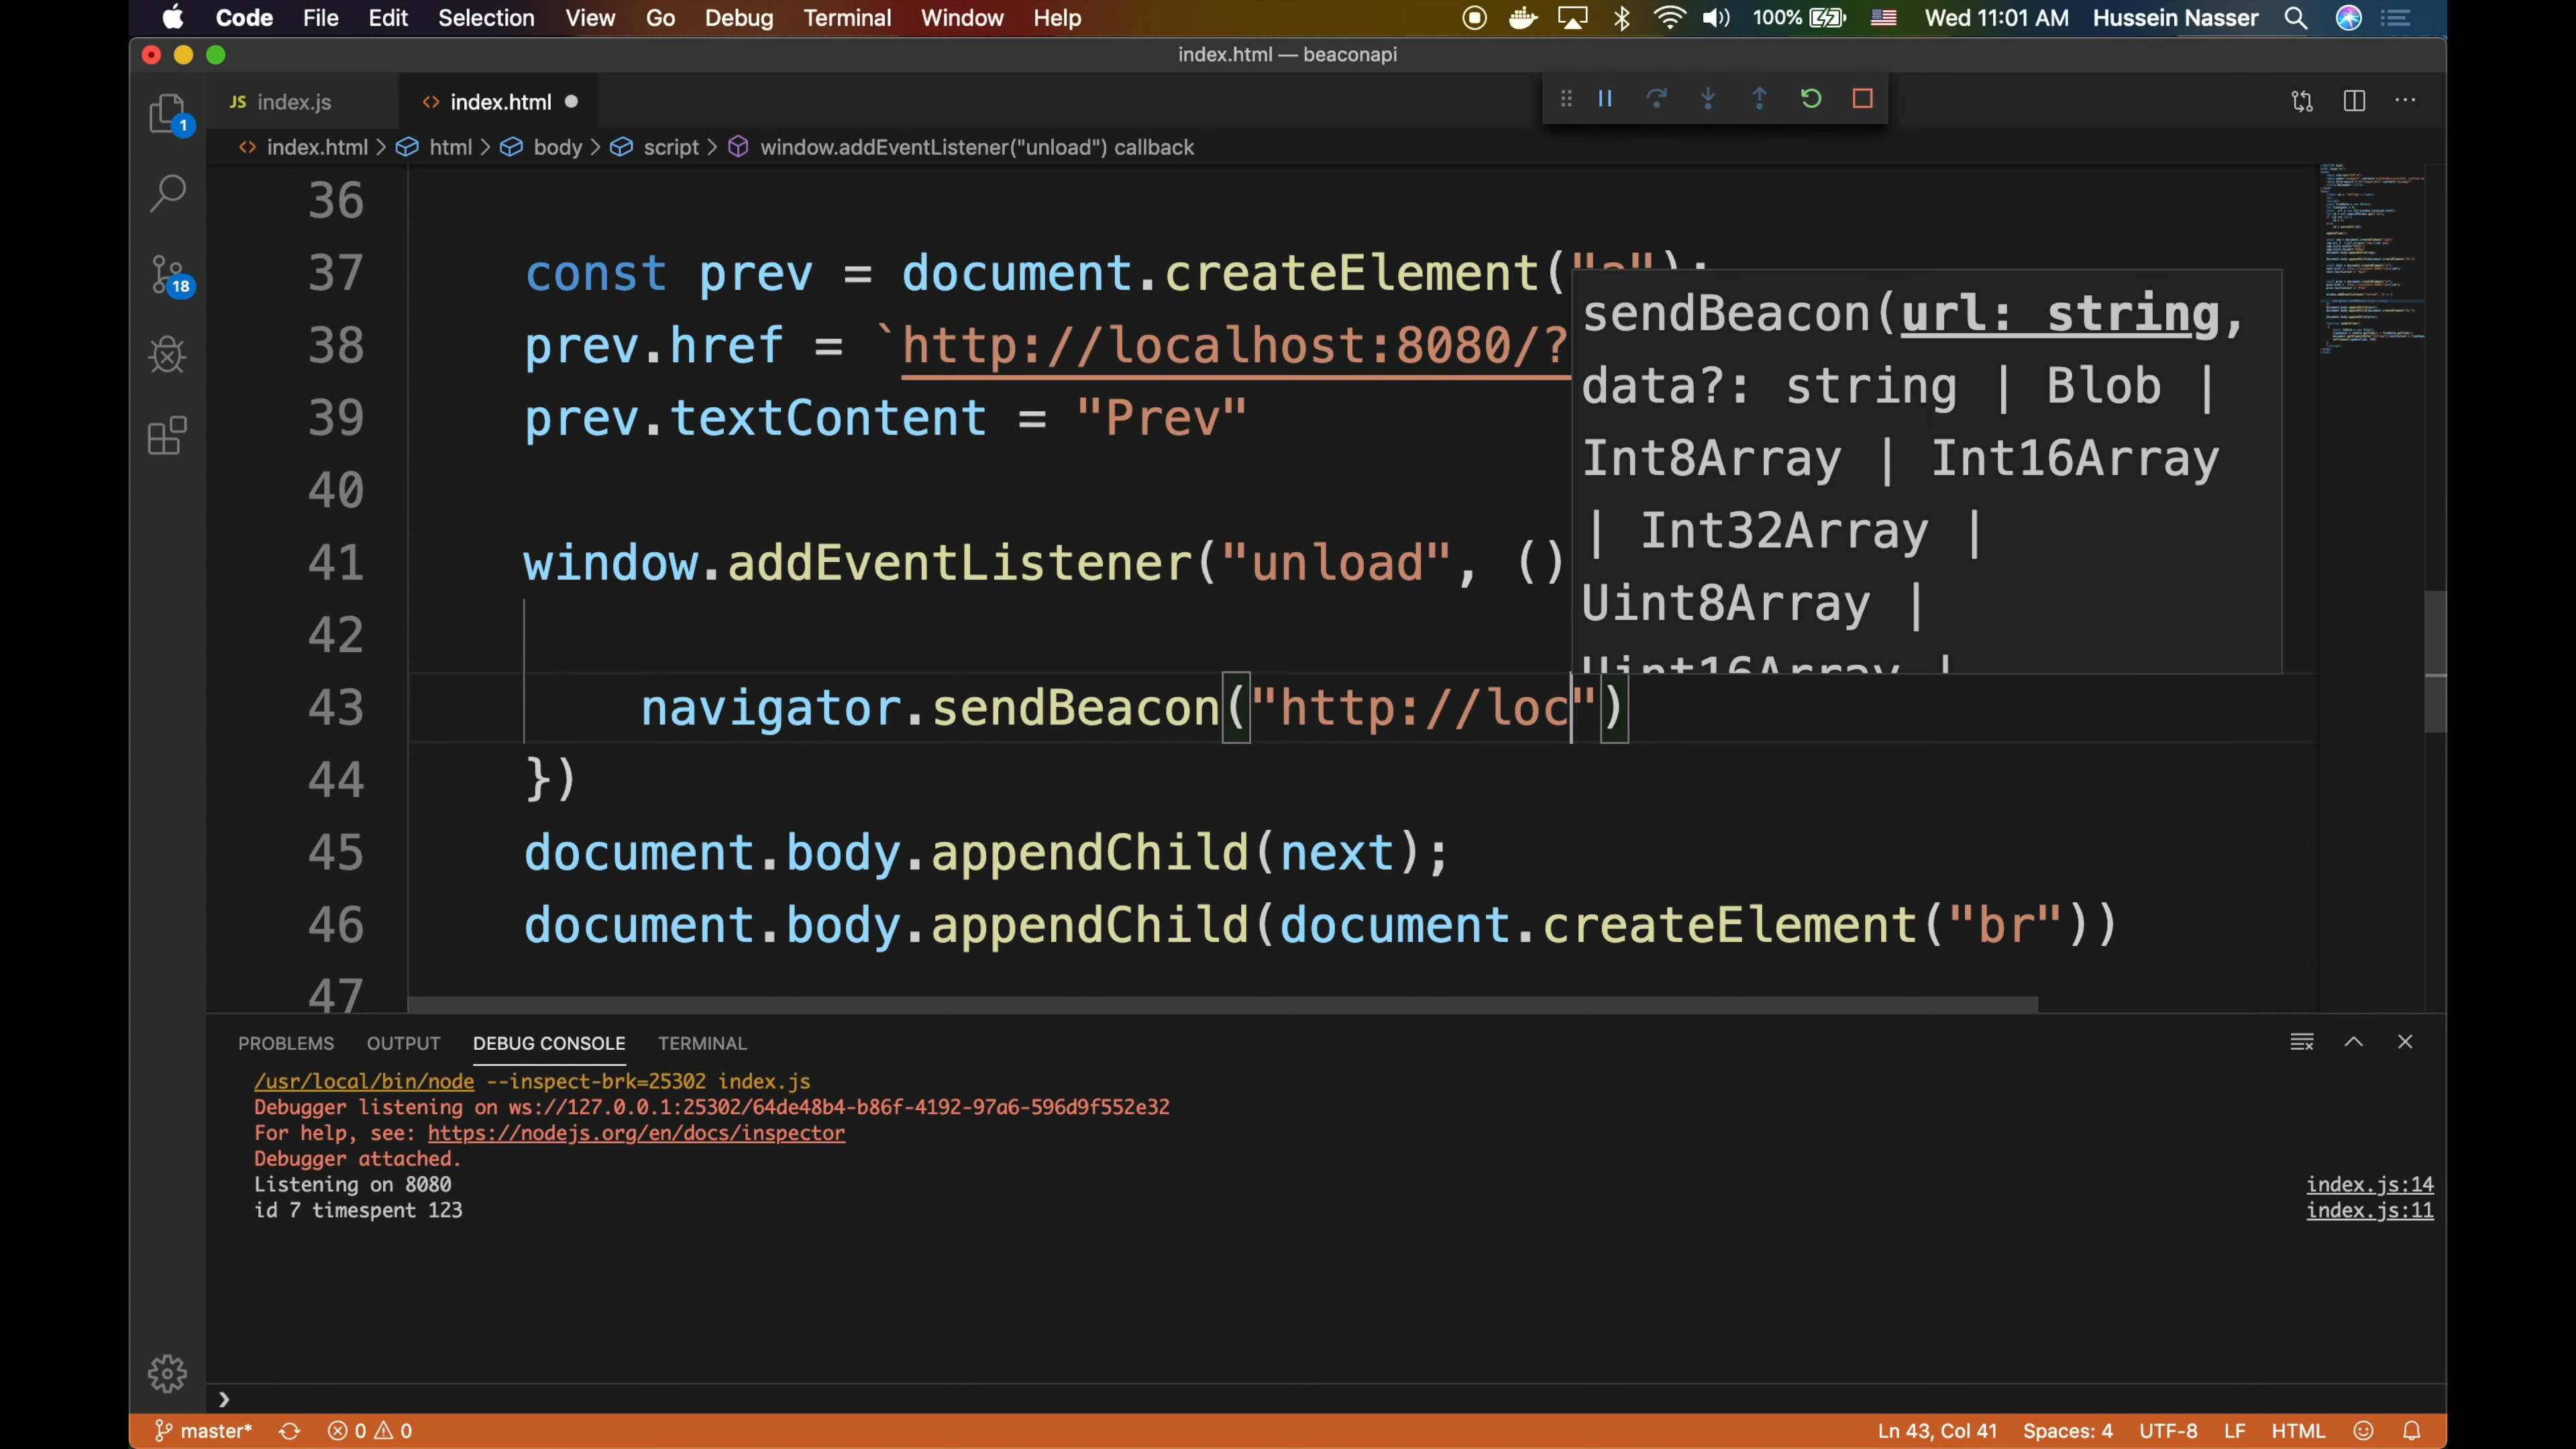 Code File Edit Selection View Go Debug Terminal Window Help 100% Wed 11:01 AM Hussein Nasser
index.html — beaconapi
JS index.js <> index.html
<> index.html > html > body > script > window.addEventListener("unload") callback
1
18
36
37 const prev = document.createElement("a");
38 prev.href = `http://localhost:8080/?
39 prev.textContent = "Prev"
40
41 window.addEventListener("unload", ()
42
43 navigator.sendBeacon("http://loc")
44 })
45 document.body.appendChild(next);
46 document.body.appendChild(document.createElement("br"))
47
sendBeacon(url: string,
data?: string | Blob |
Int8Array | Int16Array
| Int32Array |
Uint8Array |
Uint16Array |
PROBLEMS OUTPUT DEBUG CONSOLE TERMINAL
/usr/local/bin/node --inspect-brk=25302 index.js
Debugger listening on ws://127.0.0.1:25302/64de48b4-b86f-4192-97a6-596d9f552e32
For help, see: https://nodejs.org/en/docs/inspector
Debugger attached.
Listening on 8080 index.js:14
id 7 timespent 123 index.js:11
master* 0 0 Ln 43, Col 41 Spaces: 4 UTF-8 LF HTML